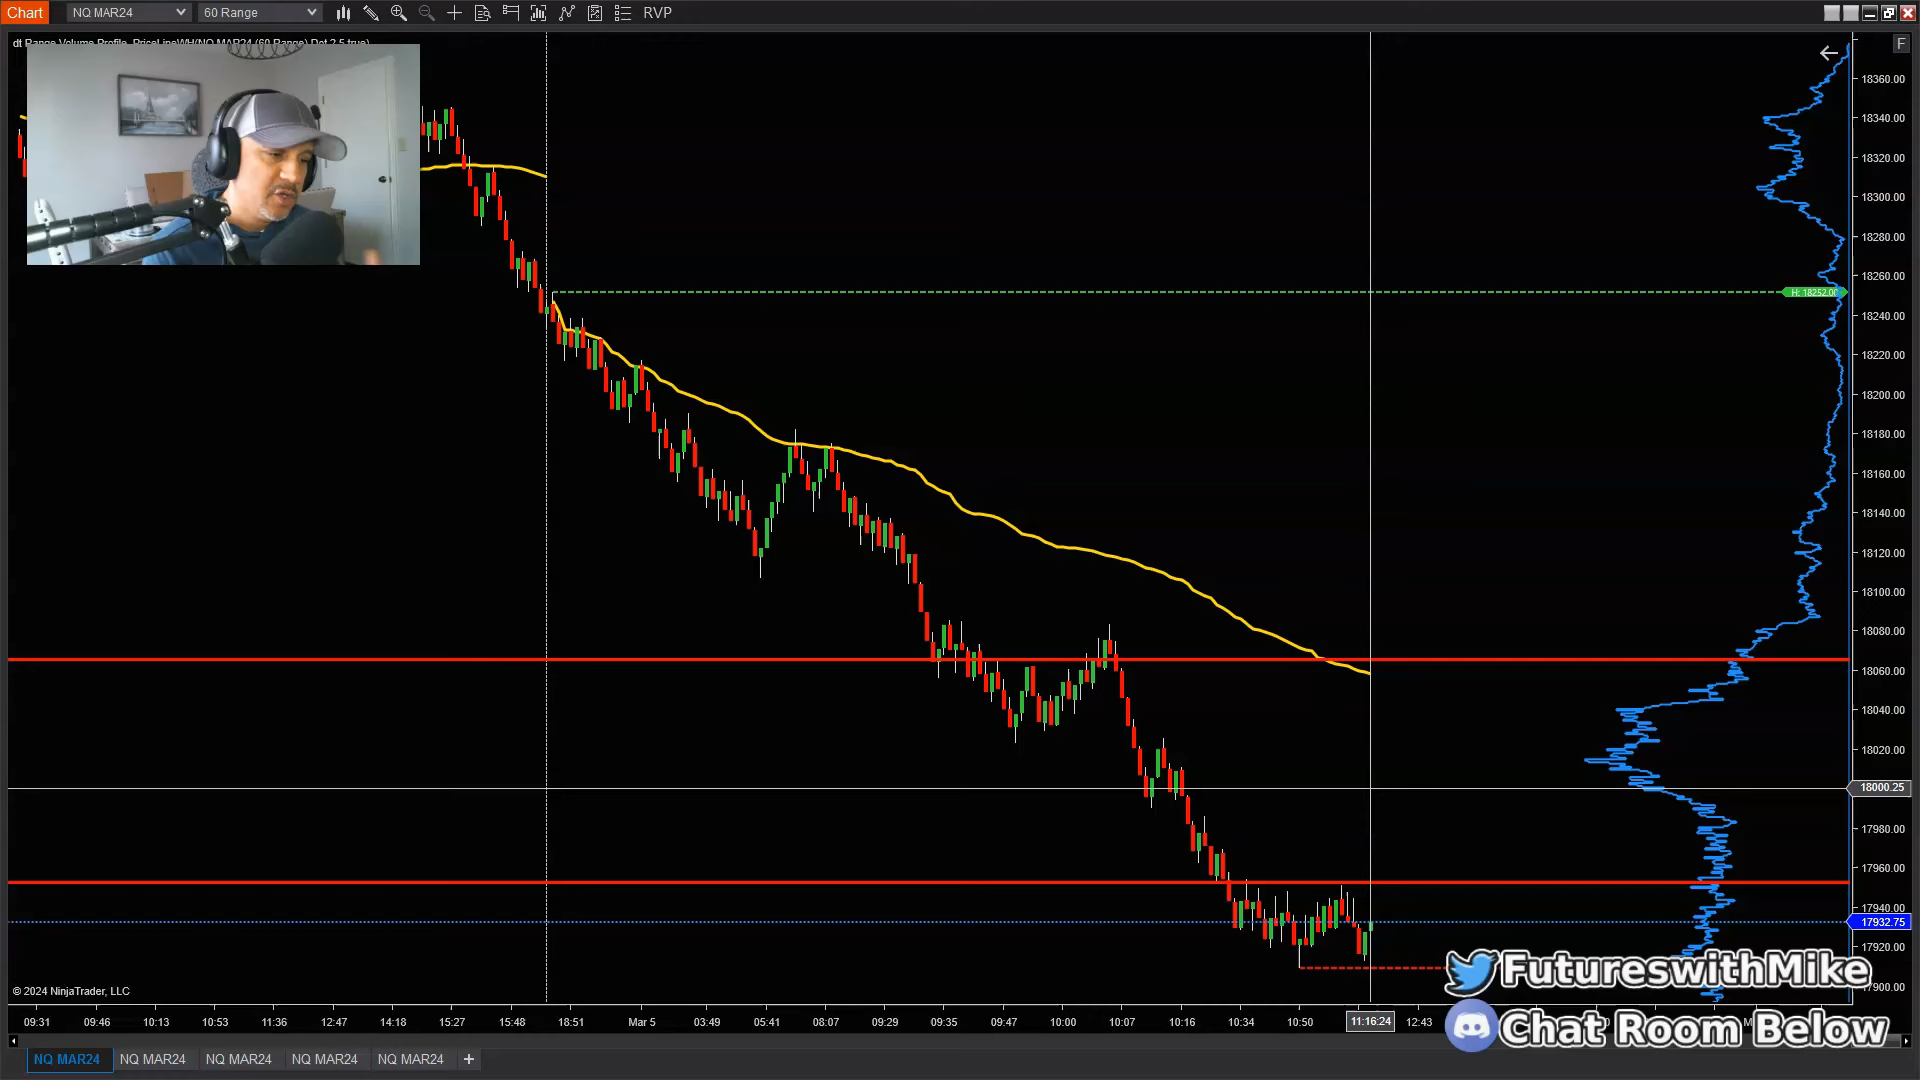 Chart NQ MAR24 60 Range RVP
dt Range Volume Profile, PriceLineWH(NQ MAR24 (60 Range),Dot,2.5,true)
F
18360.00
18340.00
18320.00
18300.00
18280.00
18260.00
H: 18252.00
18240.00
18220.00
18200.00
18180.00
18160.00
18140.00
18120.00
18100.00
18080.00
18060.00
18040.00
18020.00
18000.25
17980.00
17960.00
17940.00
17932.75
17920.00
17900.00
FutureswithMike
© 2024 NinjaTrader, LLC
09:31 09:46 10:13 10:53 11:36 12:47 14:18 15:27 15:48 18:51 Mar 5 03:49 05:41 08:07 09:29 09:35 09:47 10:00 10:07 10:16 10:34 10:50 11:16:24 12:43
Chat Room Below
NQ MAR24 NQ MAR24 NQ MAR24 NQ MAR24 NQ MAR24 +